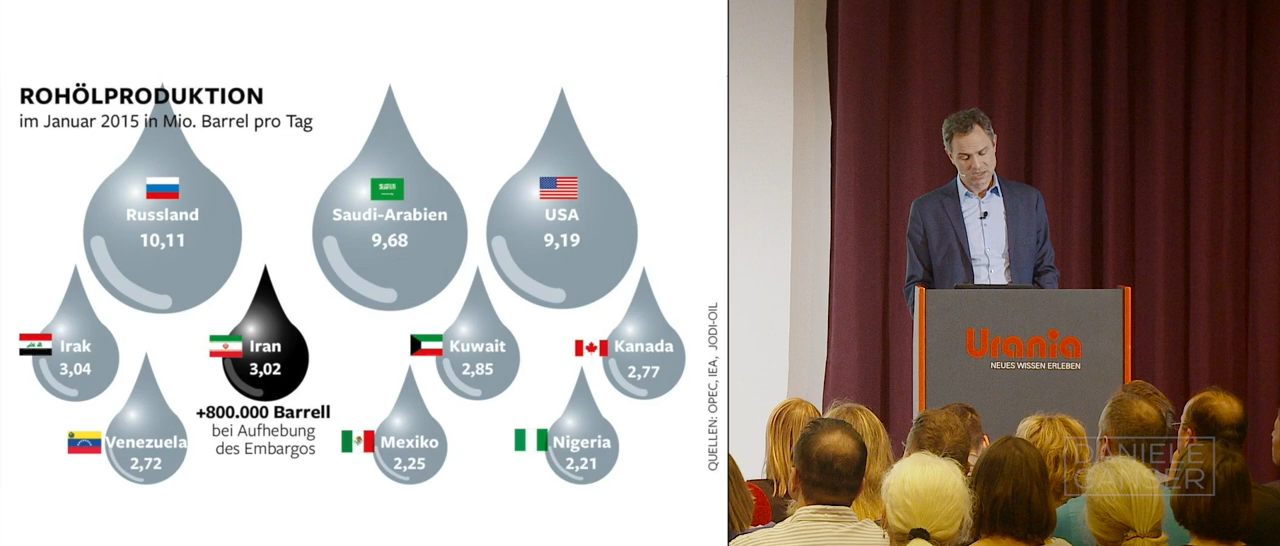 ROHÖLPRODUKTION
im Januar 2015 in Mio. Barrel pro Tag
Russland
10,11
Saudi-Arabien
9,68
USA
9,19
Irak
3,04
Iran
3,02
Kuwait
2,85
Kanada
2,77
+800.000 Barrell
bei Aufhebung
des Embargos
Venezuela
2,72
Mexiko
2,25
Nigeria
2,21
QUELLEN: OPEC, IEA, JODI-OIL
Urania
NEUES WISSEN ERLEBEN
DANIELE
GANSER